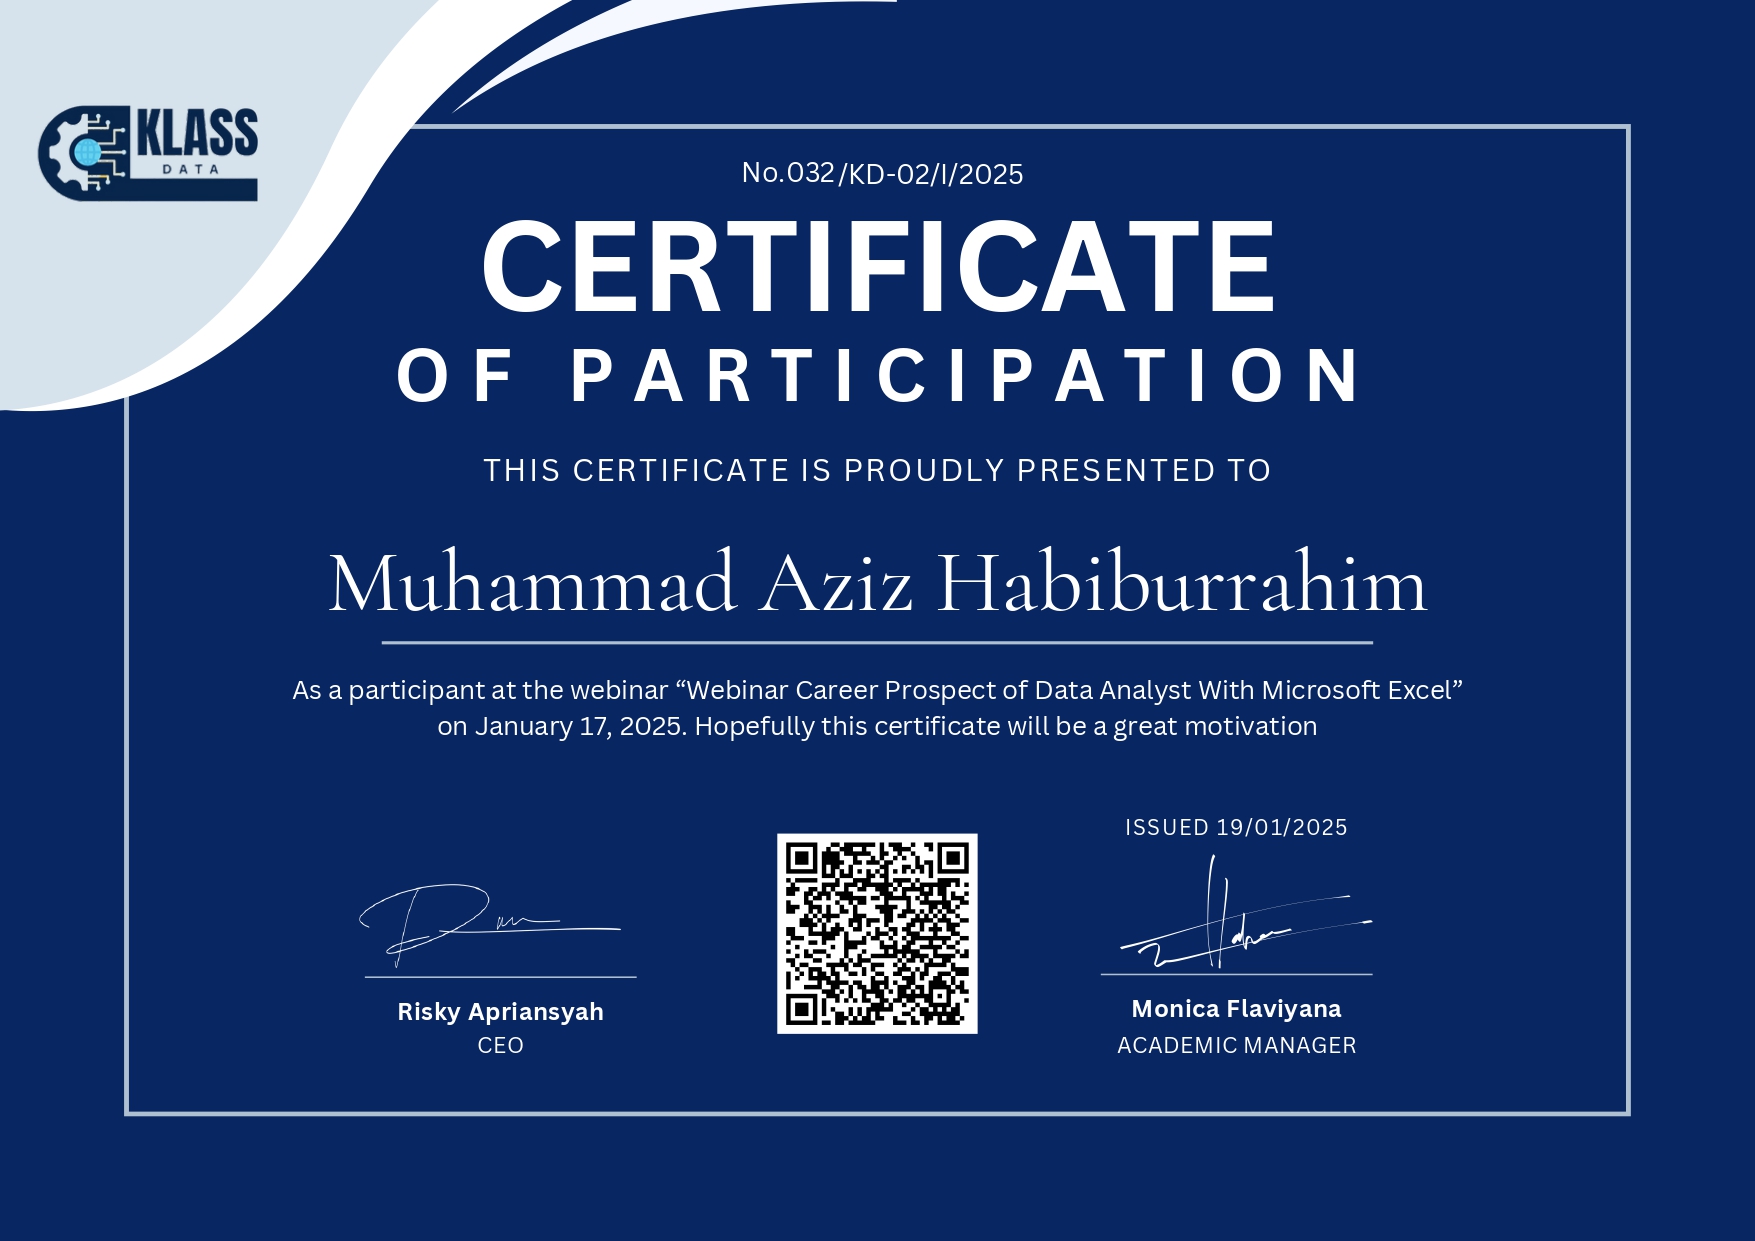 KLASS
DATA
No.032/KD-02/I/2025
CERTIFICATE
OF PARTICIPATION
THIS CERTIFICATE IS PROUDLY PRESENTED TO
Muhammad Aziz Habiburrahim
As a participant at the webinar “Webinar Career Prospect of Data Analyst With Microsoft Excel”
on January 17, 2025. Hopefully this certificate will be a great motivation
ISSUED 19/01/2025
Risky Apriansyah
CEO
Monica Flaviyana
ACADEMIC MANAGER